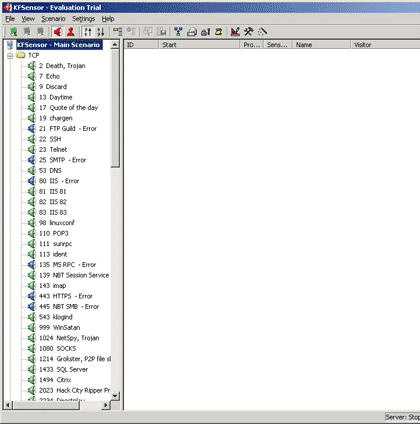 KFSensor - Evaluation Trial
File View Scenario Settings Help
KFSensor - Main Scenario
ID Start Pro... Sens... Name Visitor
TCP
2 Death, Trojan
7 Echo
9 Discard
13 Daytime
17 Quote of the day
19 chargen
21 FTP Guild - Error
22 SSH
23 Telnet
25 SMTP - Error
53 DNS
80 IIS - Error
81 IIS 81
82 IIS 82
83 IIS 83
98 linuxconf
110 POP3
111 sunrpc
113 ident
135 MS RPC - Error
139 NBT Session Service
143 imap
443 HTTPS - Error
445 NBT SMB - Error
543 klogind
999 WinSatan
1024 NetSpy, Trojan
1080 SOCKS
1214 Grokster, P2P file s
1433 SQL Server
1494 Citrix
2023 Hack City Ripper Pr
2234 Directplay
Server: Stop